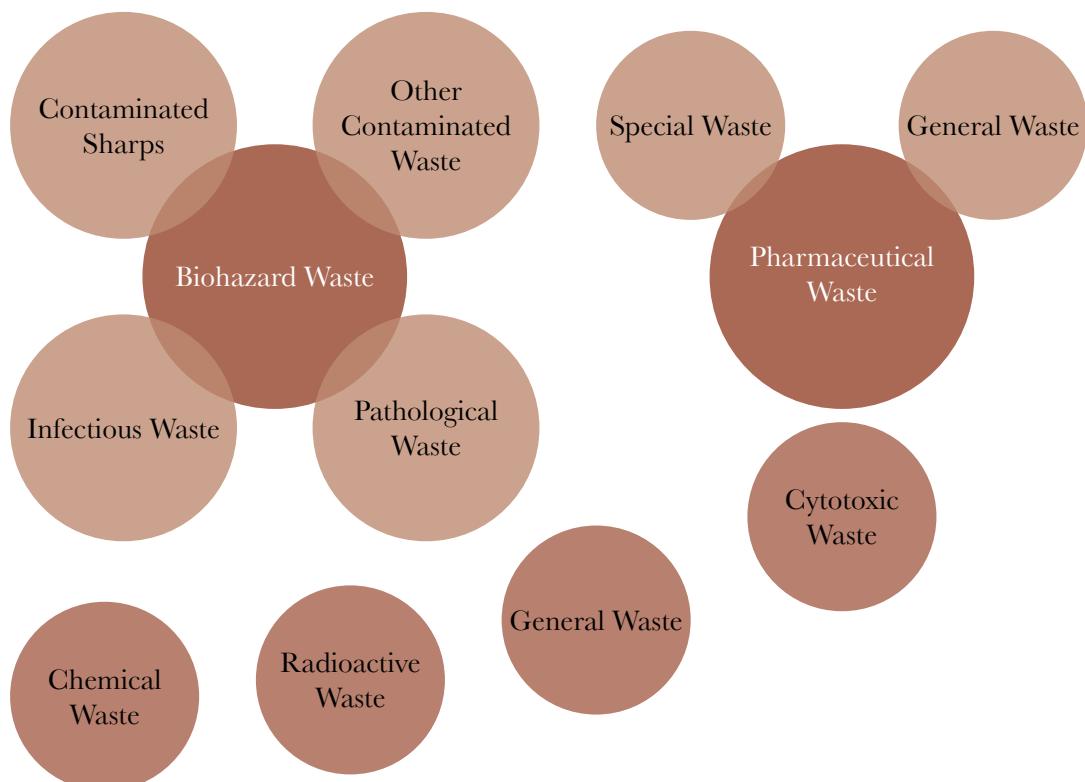 Contaminated
Sharps
Other
Contaminated
Waste
Special Waste
General Waste
Biohazard Waste
Pharmaceutical
Waste
Infectious Waste
Pathological
Waste
Cytotoxic
Waste
General Waste
Radioactive
Waste
Chemical
Waste